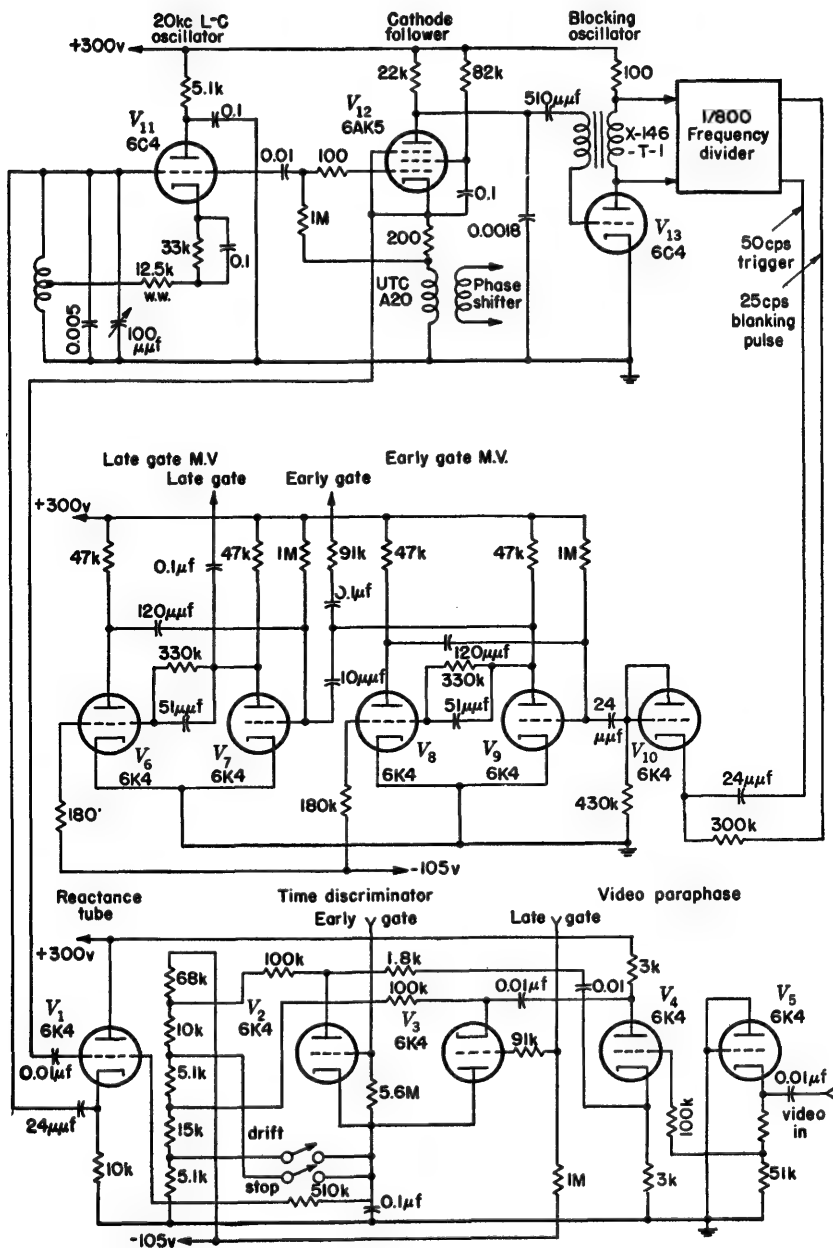 20kc L-C
oscillator
Cathode
follower
Blocking
oscillator
+300v
5.1k
22k
82k
100
V11
6C4
0.1
V12
6AK5
510μμf
X-146
-T-1
1/800
Frequency
divider
0.01
100
1M
0.1
200
0.0018
V13
6C4
33k
0.1
12.5k
w.w.
UTC
A20
Phase
shifter
0.005
100
μμf
50cps
trigger
25cps
blanking
pulse
Late gate M.V
Late gate
Early gate
Early gate M.V.
+300v
47k
0.1μf
47k
1M
91k
47k
47k
1M
0.1μf
120μμf
120μμf
330k
10μμf
330k
51μμf
51μμf
24
μμf
V6
6K4
V7
6K4
V8
6K4
V9
6K4
V10
6K4
24μμf
180
180k
430k
300k
-105v
Reactance
tube
Time discriminator
Early gate
Late gate
Video paraphase
+300v
68k
100k
1.8k
3k
100k
0.01μf
0.01
V1
6K4
10k
V2
6K4
V3
6K4
V4
6K4
V5
6K4
91k
0.01μf
5.1k
5.6M
0.01μf
video
in
24μμf
15k
100k
drift
10k
5.1k
stop
510k
0.1μf
1M
3k
51k
-105v